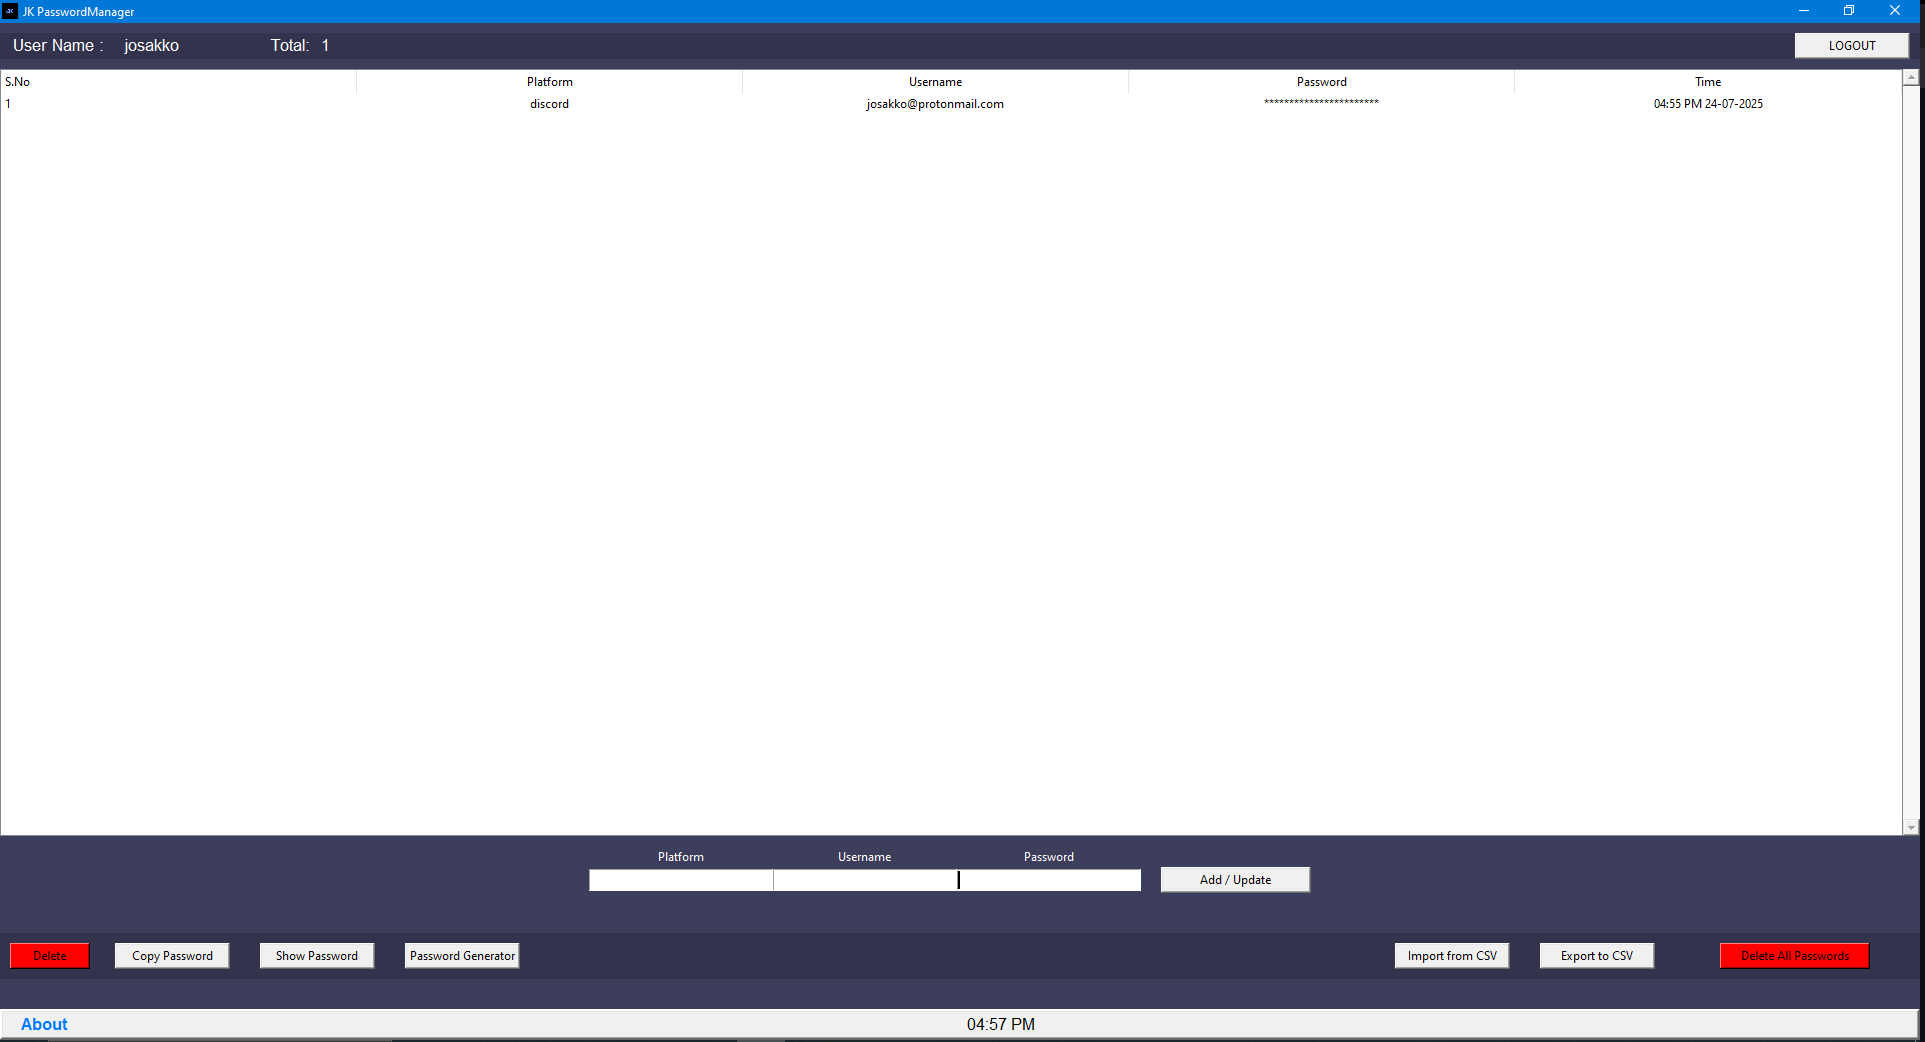 JK PasswordManager
User Name : josakko Total: 1 LOGOUT
S.No Platform Username Password Time
1 discord josakko@protonmail.com *********************** 04:55 PM 24-07-2025
Platform Username Password
Add / Update
Delete Copy Password Show Password Password Generator Import from CSV Export to CSV Delete All Passwords
About 04:57 PM